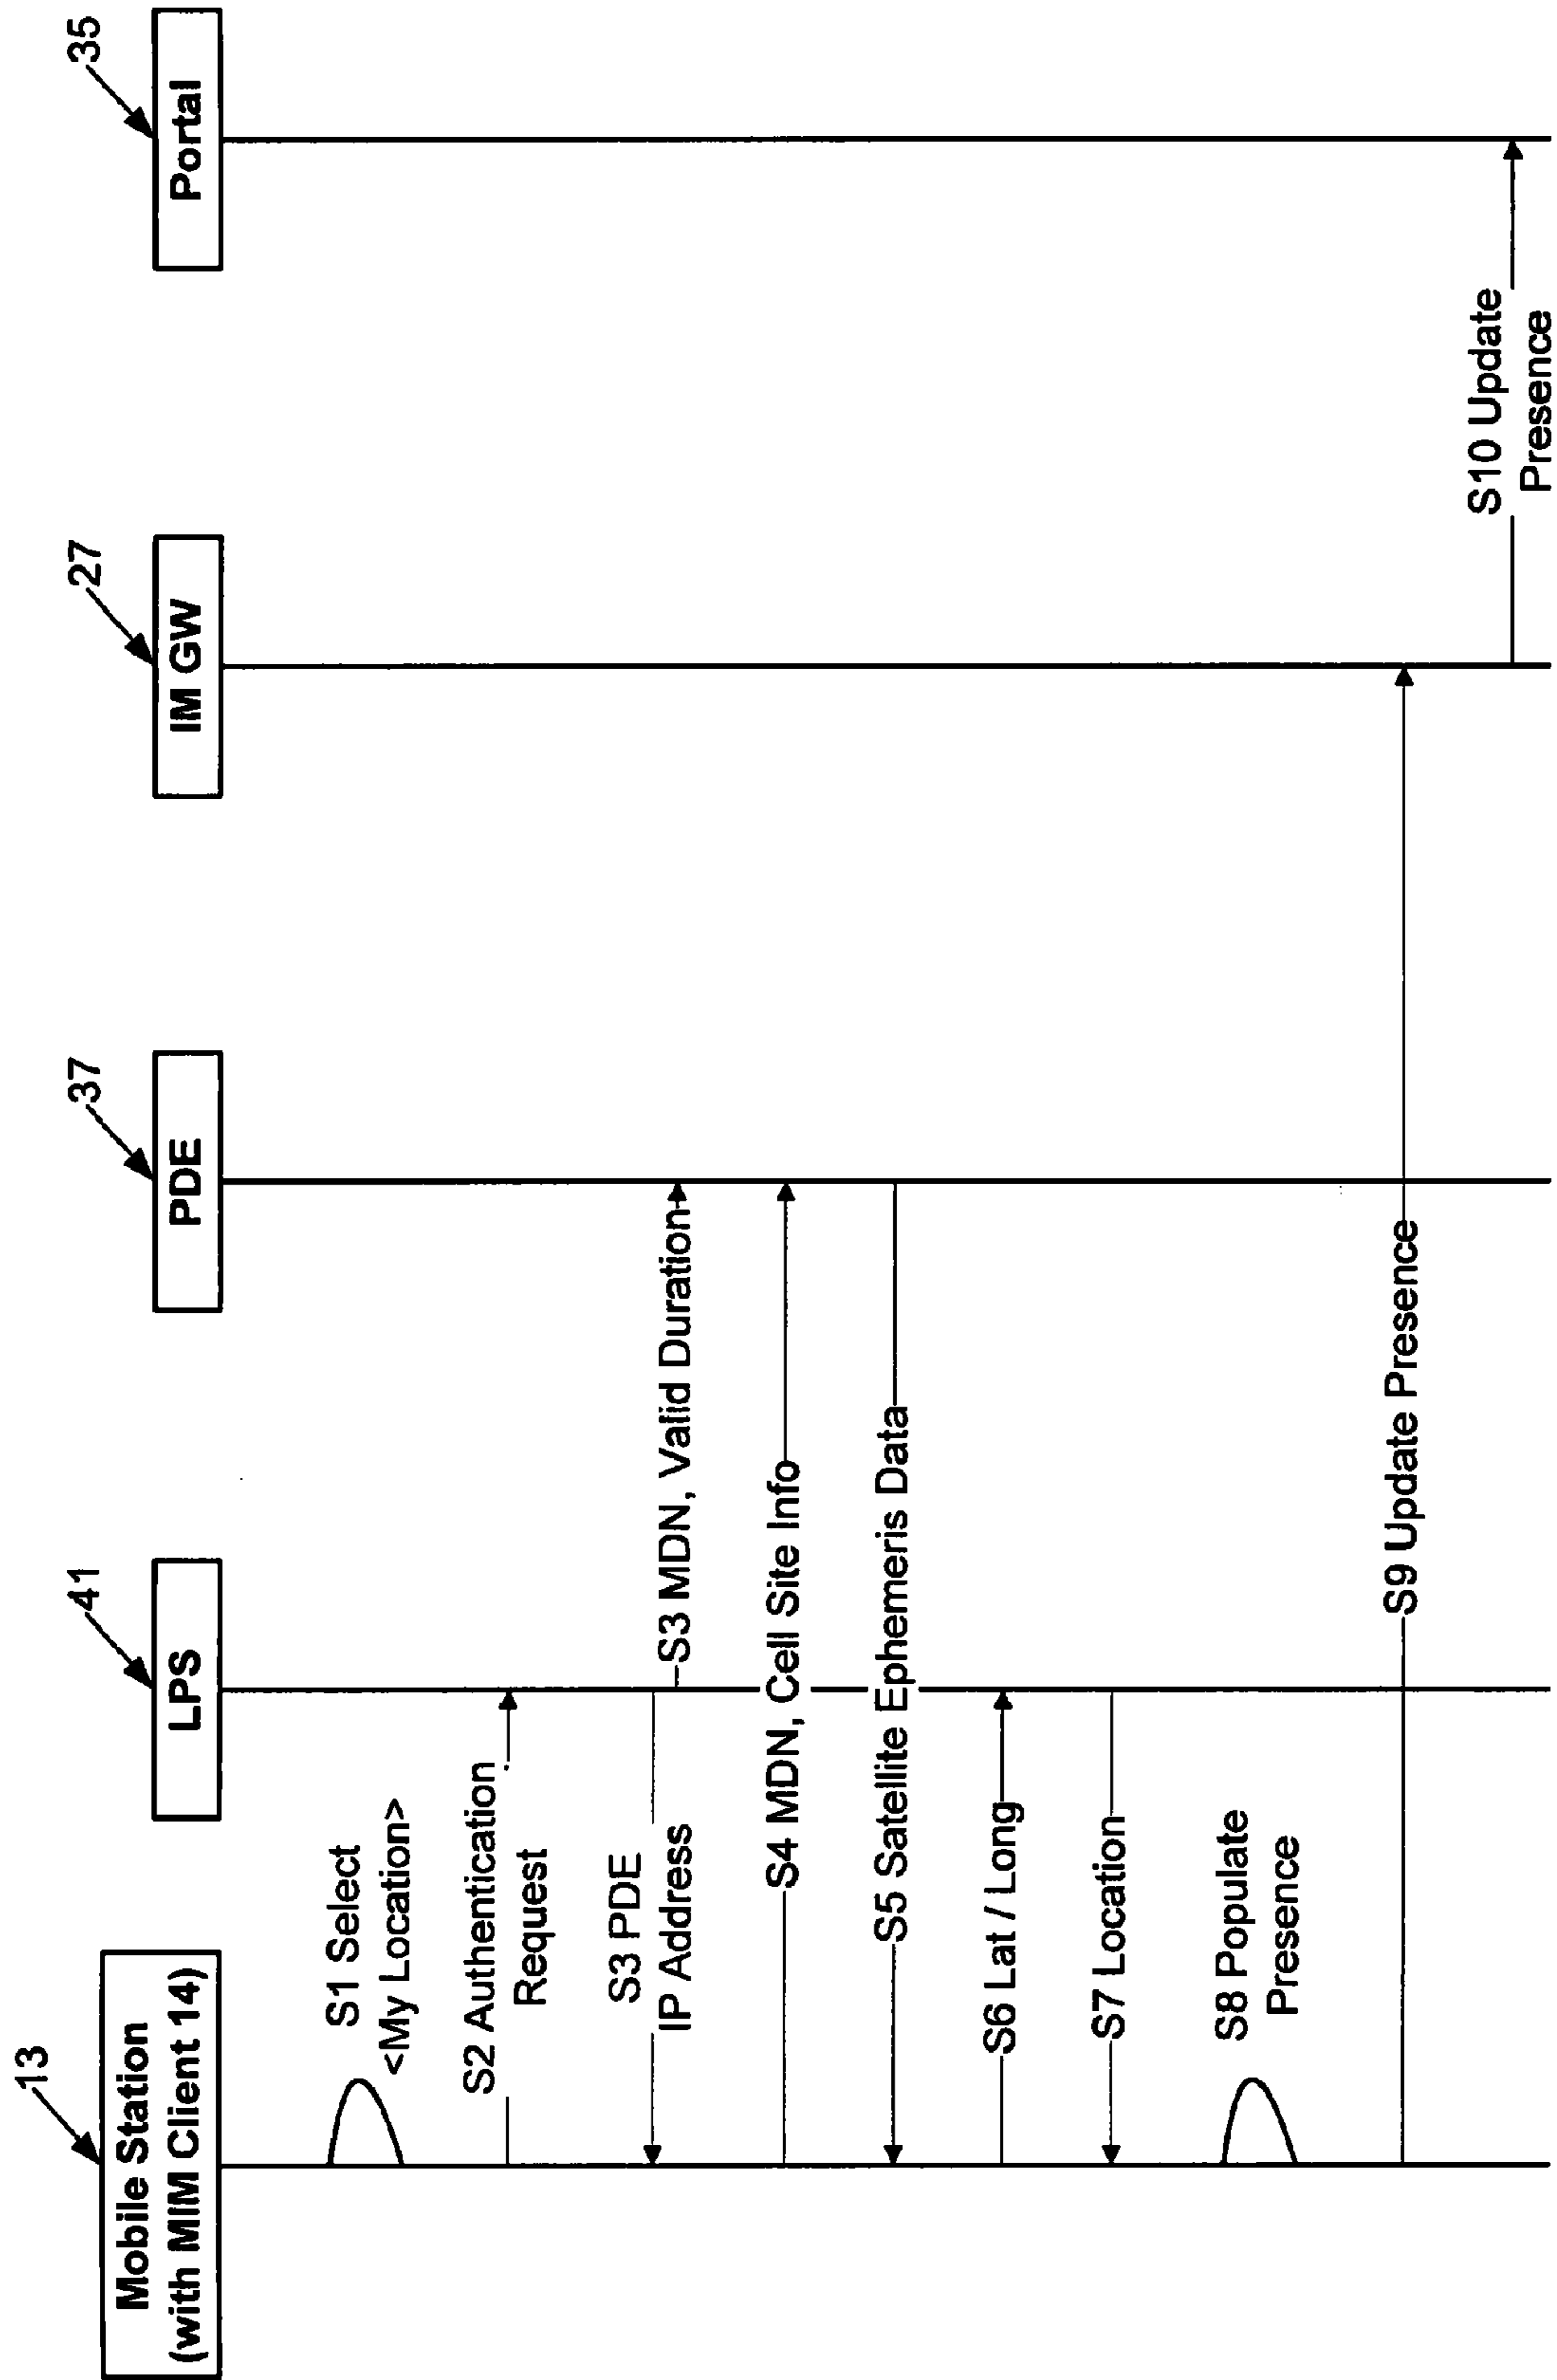 13
Mobile Station
(with MIM Client 14)
41
LPS
37
PDE
27
IM GW
35
Portal
S1 Select
<My Location>
S2 Authentication
Request
S3 PDE
IP Address
S3 MDN, Valid Duration
S4 MDN, Cell Site Info
S5 Satellite Ephemeris Data
S6 Lat / Long
S7 Location
S8 Populate
Presence
S9 Update Presence
S10 Update
Presence